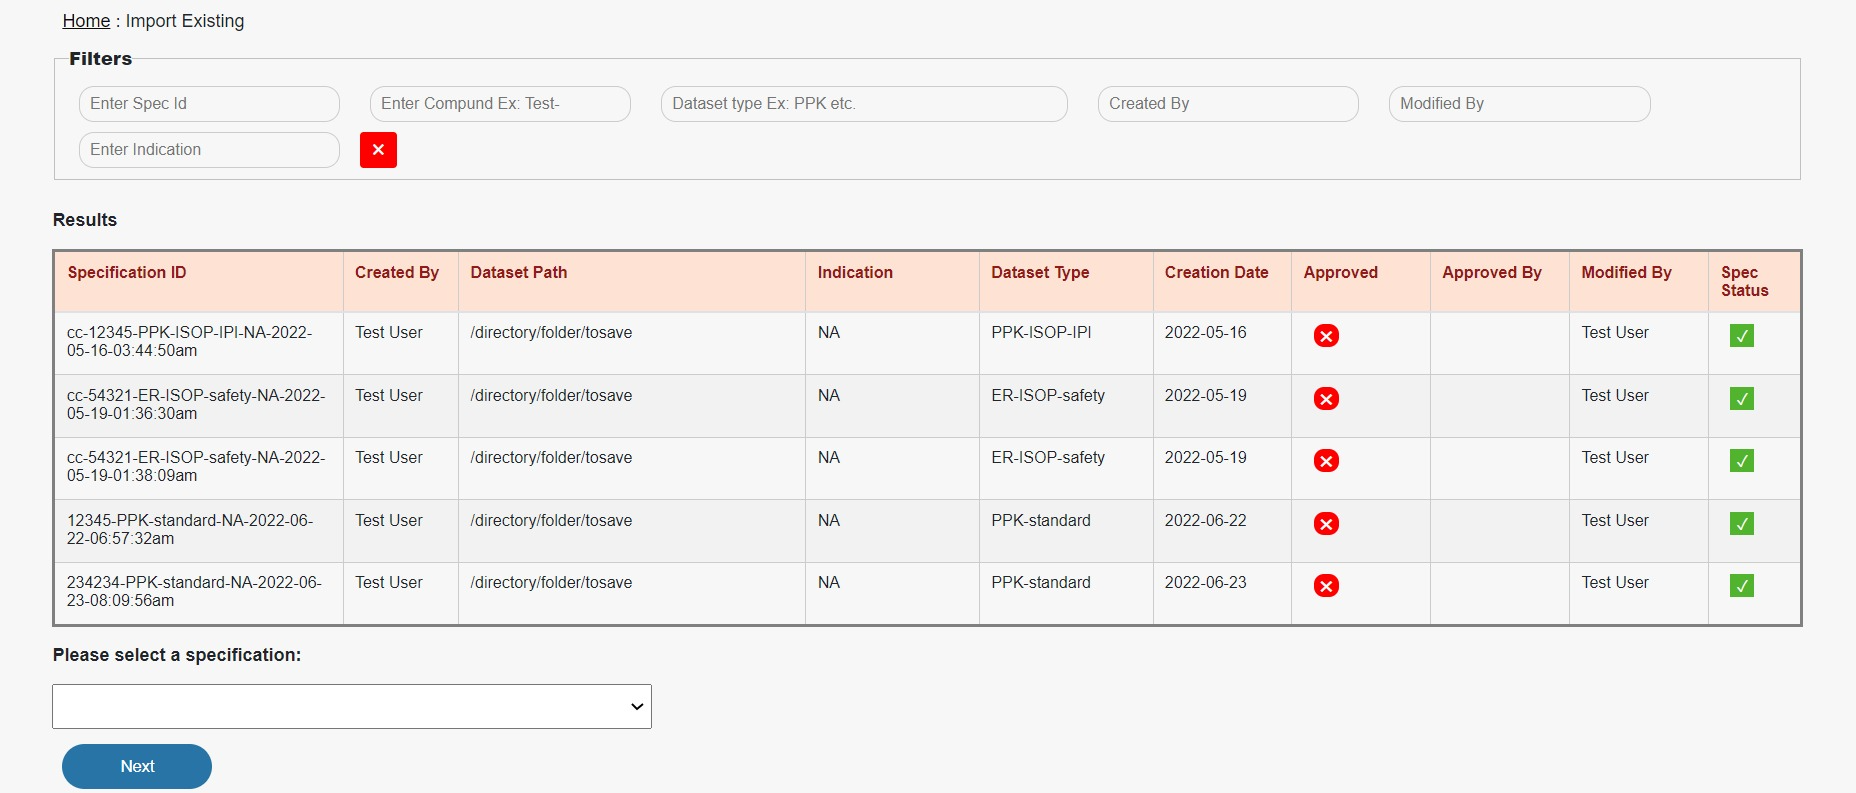 Home : Import Existing
Filters
Enter Spec Id
Enter Compund Ex: Test-
Dataset type Ex: PPK etc.
Created By
Modified By
Enter Indication
Results
Specification ID Created By Dataset Path Indication Dataset Type Creation Date Approved Approved By Modified By Spec
Status
cc-12345-PPK-ISOP-IPI-NA-2022- Test User /directory/folder/tosave NA PPK-ISOP-IPI 2022-05-16 Test User
05-16-03:44:50am
cc-54321-ER-ISOP-safety-NA-2022- Test User /directory/folder/tosave NA ER-ISOP-safety 2022-05-19 Test User
05-19-01:36:30am
cc-54321-ER-ISOP-safety-NA-2022- Test User /directory/folder/tosave NA ER-ISOP-safety 2022-05-19 Test User
05-19-01:38:09am
12345-PPK-standard-NA-2022-06- Test User /directory/folder/tosave NA PPK-standard 2022-06-22 Test User
22-06:57:32am
234234-PPK-standard-NA-2022-06- Test User /directory/folder/tosave NA PPK-standard 2022-06-23 Test User
23-08:09:56am
Please select a specification:
Next